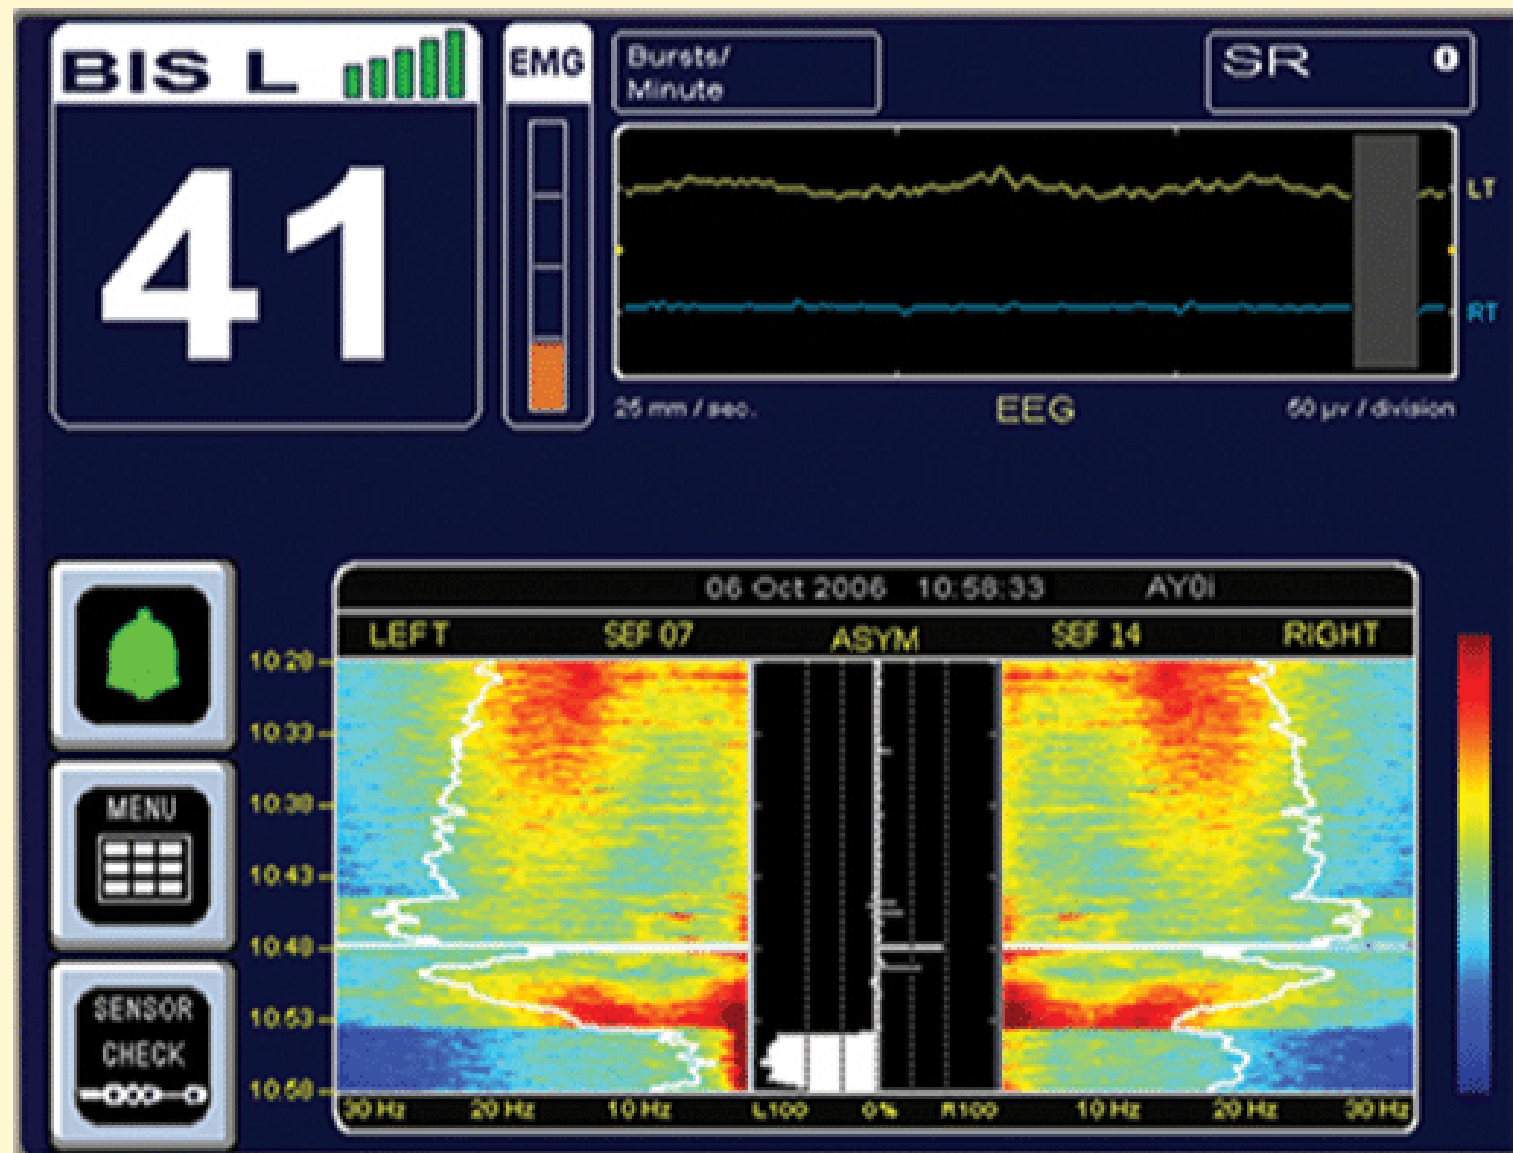 BIS L
41
EMG
Bursts/
Minute
SR 0
LT
RT
25 mm / sec.
EEG
50 µv / division
06 Oct 2006 10:58:33 AY0i
LEFT SEF 07 ASYM SEF 14 RIGHT
10:28
10:33
10:38
10:43
10:48
10:53
10:58
MENU
SENSOR
CHECK
30 Hz 20 Hz 10 Hz L100 0% R100 10 Hz 20 Hz 30 Hz